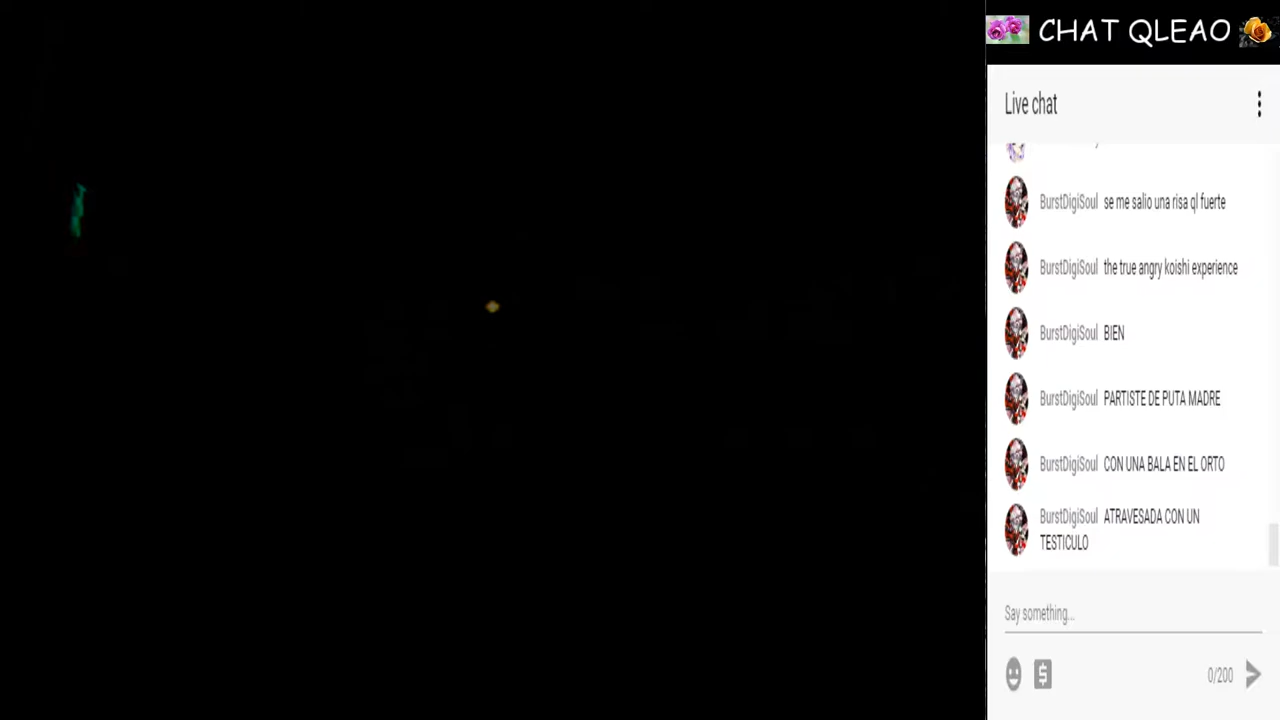 CHAT QLEAO
Live chat
BurstDigiSoul se me salio una risa ql fuerte
BurstDigiSoul the true angry koishi experience
BurstDigiSoul BIEN
BurstDigiSoul PARTISTE DE PUTA MADRE
BurstDigiSoul CON UNA BALA EN EL ORTO
BurstDigiSoul ATRAVESADA CON UN
TESTICULO
Say something...
0/200